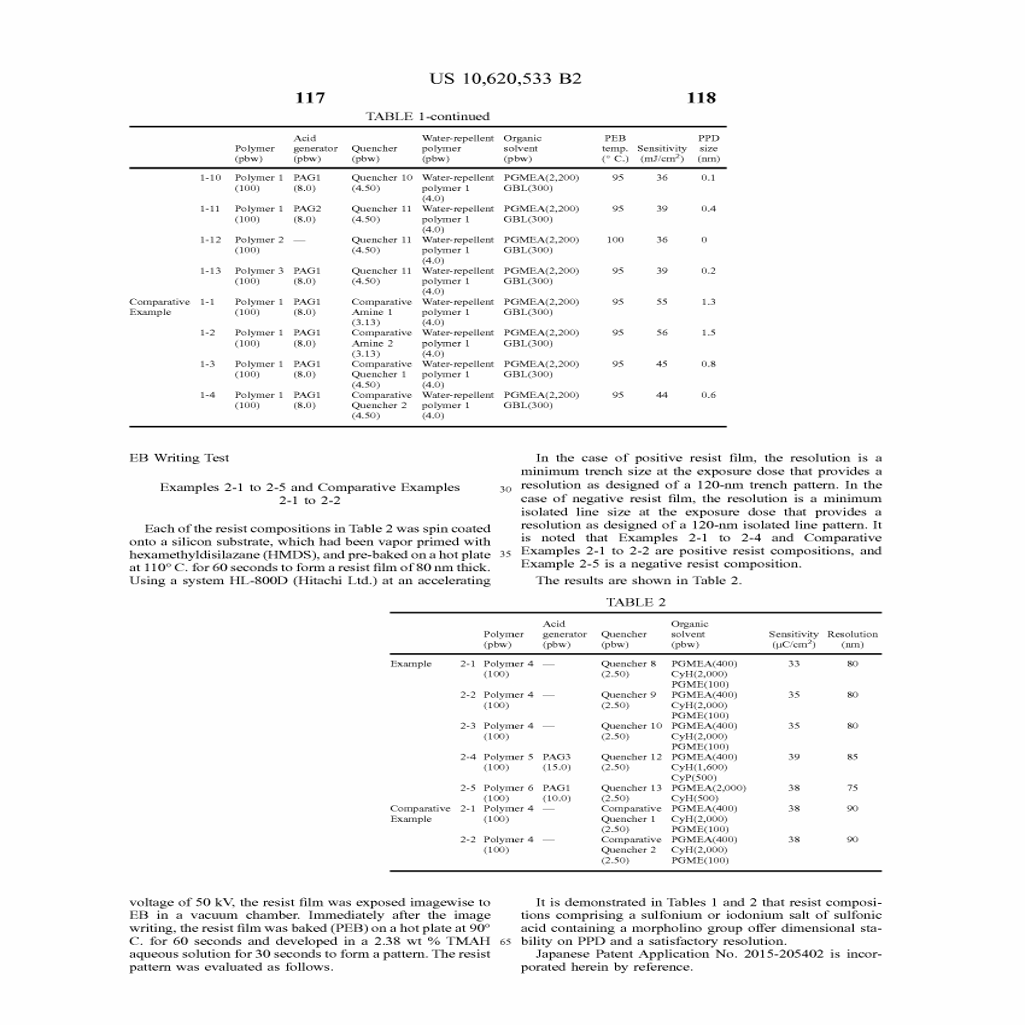 US 10,620,533 B2
117 118
TABLE 1-continued
Acid Water-repellent Organic PEB PPD
Polymer generator Quencher polymer solvent temp. Sensitivity size
(pbw) (pbw) (pbw) (pbw) (pbw) (° C.) (mJ/cm²) (nm)
1-10 Polymer 1 PAG1 Quencher 10 Water-repellent PGMEA(2,200) 95 36 0.1
(100) (8.0) (4.50) polymer 1 GBL(300)
(4.0)
1-11 Polymer 1 PAG2 Quencher 11 Water-repellent PGMEA(2,200) 95 39 0.4
(100) (8.0) (4.50) polymer 1 GBL(300)
(4.0)
1-12 Polymer 2 — Quencher 11 Water-repellent PGMEA(2,200) 100 36 0
(100) (4.50) polymer 1 GBL(300)
(4.0)
1-13 Polymer 3 PAG1 Quencher 11 Water-repellent PGMEA(2,200) 95 39 0.2
(100) (8.0) (4.50) polymer 1 GBL(300)
(4.0)
Comparative 1-1 Polymer 1 PAG1 Comparative Water-repellent PGMEA(2,200) 95 55 1.3
Example (100) (8.0) Amine 1 polymer 1 GBL(300)
(3.13) (4.0)
1-2 Polymer 1 PAG1 Comparative Water-repellent PGMEA(2,200) 95 56 1.5
(100) (8.0) Amine 2 polymer 1 GBL(300)
(3.13) (4.0)
1-3 Polymer 1 PAG1 Comparative Water-repellent PGMEA(2,200) 95 45 0.8
(100) (8.0) Quencher 1 polymer 1 GBL(300)
(4.50) (4.0)
1-4 Polymer 1 PAG1 Comparative Water-repellent PGMEA(2,200) 95 44 0.6
(100) (8.0) Quencher 2 polymer 1 GBL(300)
(4.50) (4.0)
EB Writing Test
Examples 2-1 to 2-5 and Comparative Examples
2-1 to 2-2
Each of the resist compositions in Table 2 was spin coated
onto a silicon substrate, which had been vapor primed with
hexamethyldisilazane (HMDS), and pre-baked on a hot plate
at 110° C. for 60 seconds to form a resist film of 80 nm thick.
Using a system HL-800D (Hitachi Ltd.) at an accelerating
30
35
In the case of positive resist film, the resolution is a
minimum trench size at the exposure dose that provides a
resolution as designed of a 120-nm trench pattern. In the
case of negative resist film, the resolution is a minimum
isolated line size at the exposure dose that provides a
resolution as designed of a 120-nm isolated line pattern. It
is noted that Examples 2-1 to 2-4 and Comparative
Examples 2-1 to 2-2 are positive resist compositions, and
Example 2-5 is a negative resist composition.
The results are shown in Table 2.
TABLE 2
Acid Organic
Polymer generator Quencher solvent Sensitivity Resolution
(pbw) (pbw) (pbw) (pbw) (μC/cm²) (nm)
Example 2-1 Polymer 4 — Quencher 8 PGMEA(400) 33 80
(100) (2.50) CyH(2,000)
PGME(100)
2-2 Polymer 4 — Quencher 9 PGMEA(400) 35 80
(100) (2.50) CyH(2,000)
PGME(100)
2-3 Polymer 4 — Quencher 10 PGMEA(400) 35 80
(100) (2.50) CyH(2,000)
PGME(100)
2-4 Polymer 5 PAG3 Quencher 12 PGMEA(400) 39 85
(100) (15.0) (2.50) CyH(1,600)
CyP(500)
2-5 Polymer 6 PAG1 Quencher 13 PGMEA(2,000) 38 75
(100) (10.0) (2.50) CyH(500)
Comparative 2-1 Polymer 4 — Comparative PGMEA(400) 38 90
Example (100) Quencher 1 CyH(2,000)
(2.50) PGME(100)
2-2 Polymer 4 — Comparative PGMEA(400) 38 90
(100) Quencher 2 CyH(2,000)
(2.50) PGME(100)
voltage of 50 kV, the resist film was exposed imagewise to
EB in a vacuum chamber. Immediately after the image
writing, the resist film was baked (PEB) on a hot plate at 90°
C. for 60 seconds and developed in a 2.38 wt % TMAH
aqueous solution for 30 seconds to form a pattern. The resist
pattern was evaluated as follows.
65
It is demonstrated in Tables 1 and 2 that resist composi-
tions comprising a sulfonium or iodonium salt of sulfonic
acid containing a morpholino group offer dimensional sta-
bility on PPD and a satisfactory resolution.
Japanese Patent Application No. 2015-205402 is incor-
porated herein by reference.